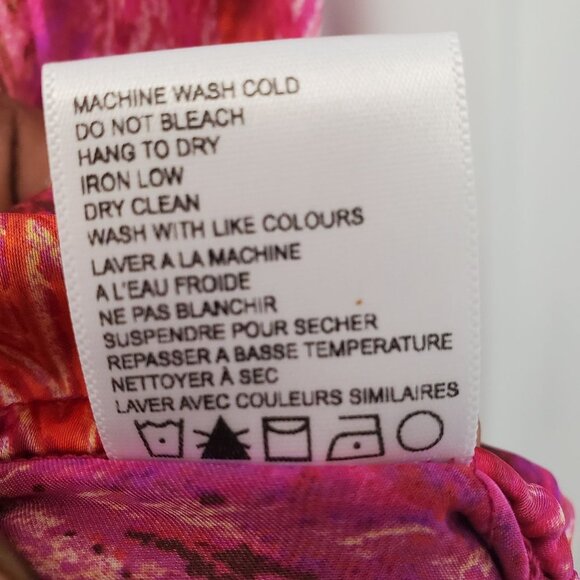 MACHINE WASH COLD
DO NOT BLEACH
HANG TO DRY
IRON LOW
DRY CLEAN
WASH WITH LIKE COLOURS
LAVER A LA MACHINE
A L'EAU FROIDE
NE PAS BLANCHIR
SUSPENDRE POUR SECHER
REPASSER A BASSE TEMPERATURE
NETTOYER À SEC
LAVER AVEC COULEURS SIMILAIRES